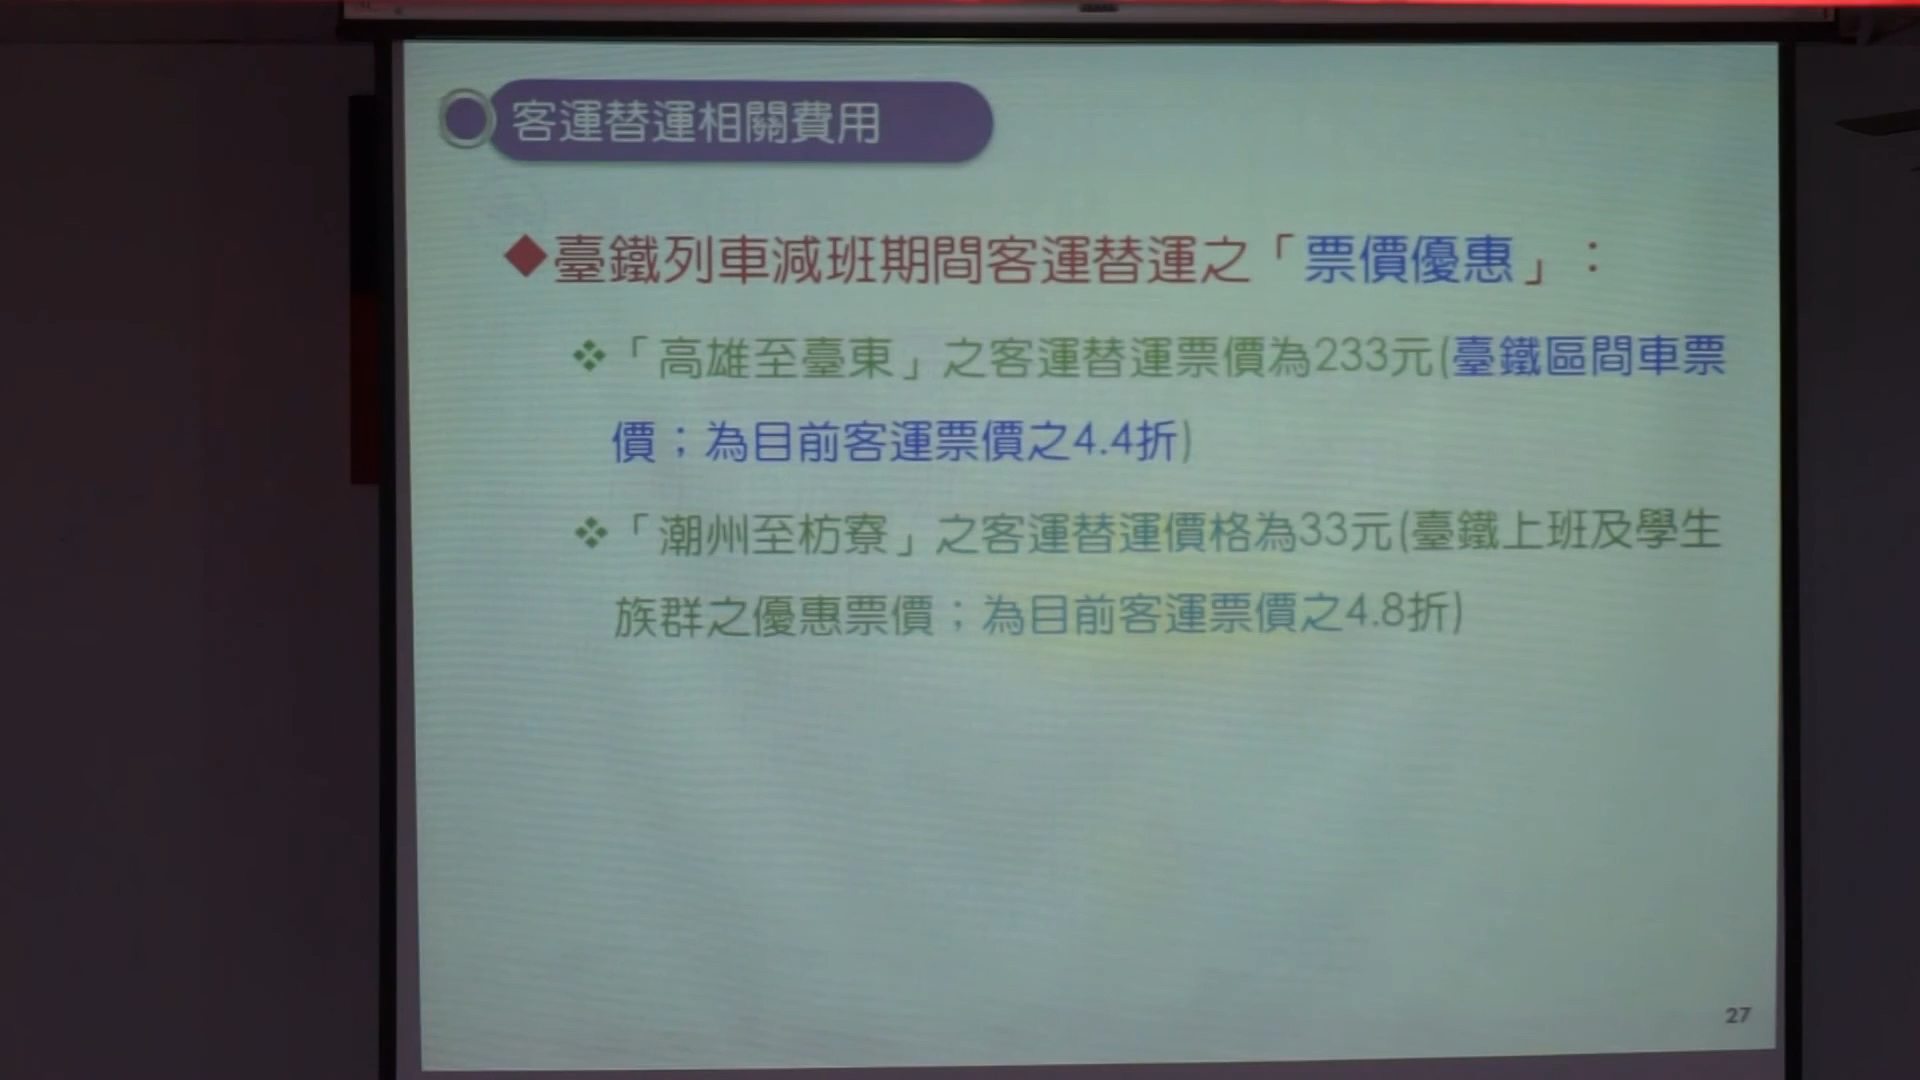 客運替運相關費用
◆臺鐵列車減班期間客運替運之「票價優惠」：
❖「高雄至臺東」之客運替運票價為233元(臺鐵區間車票
價；為目前客運票價之4.4折)
❖「潮州至枋寮」之客運替運價格為33元(臺鐵上班及學生
族群之優惠票價；為目前客運票價之4.8折)
27